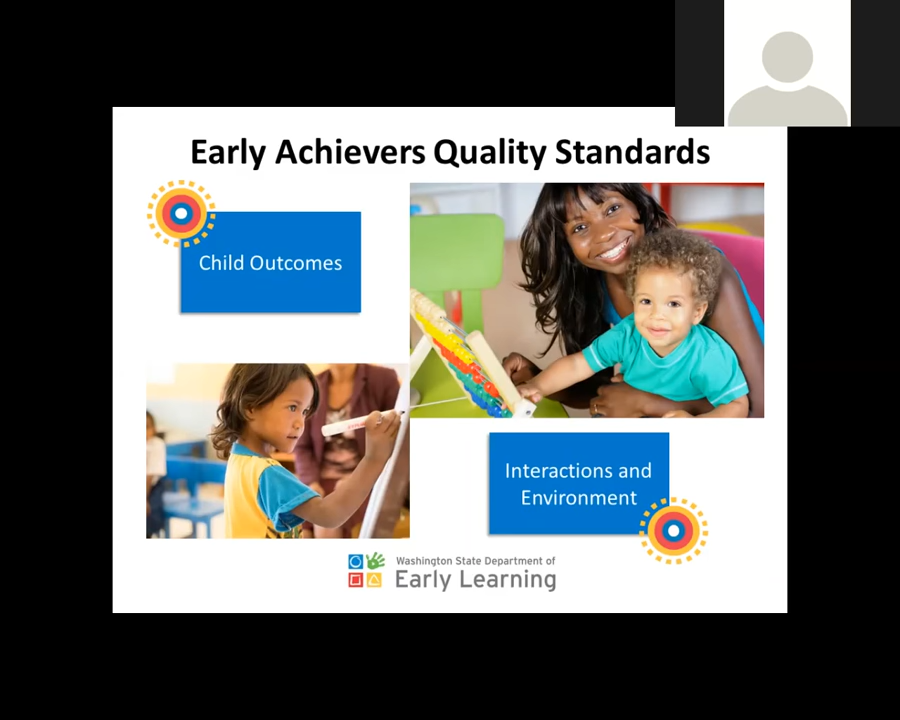 Early Achievers Quality Standards
Child Outcomes
Interactions and
Environment
Washington State Department of
Early Learning